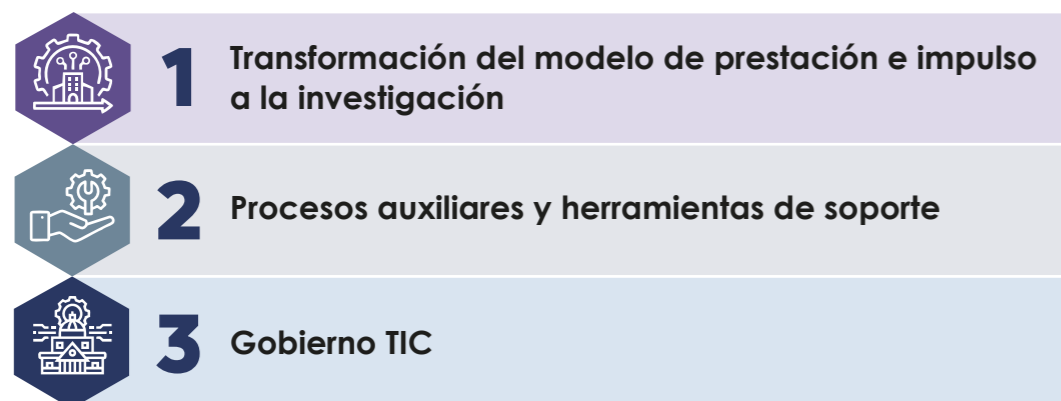 1
Transformación del modelo de prestación e impulso
a la investigación
2
Procesos auxiliares y herramientas de soporte
3
Gobierno TIC